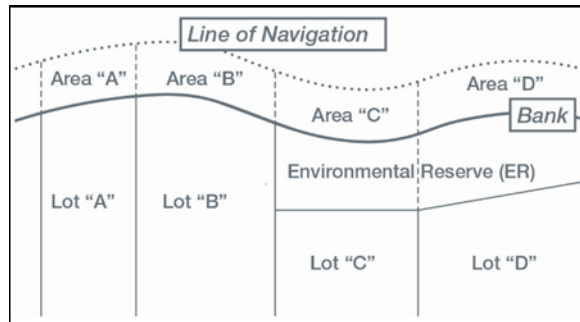 Line of Navigation
Area “A”
Area “B”
Area “C”
Area “D”
Bank
Environmental Reserve (ER)
Lot “A”
Lot “B”
Lot “C”
Lot “D”